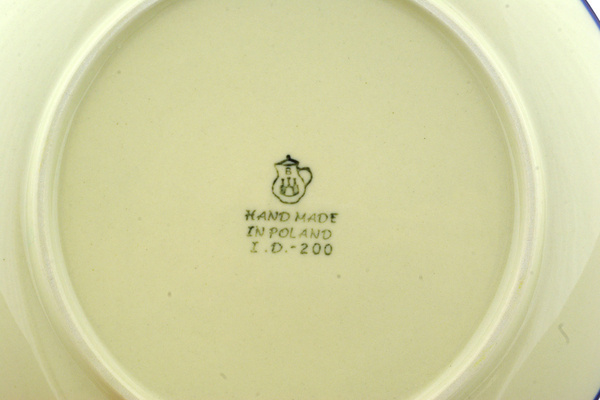 B
HAND MADE
IN POLAND
I.D.-200